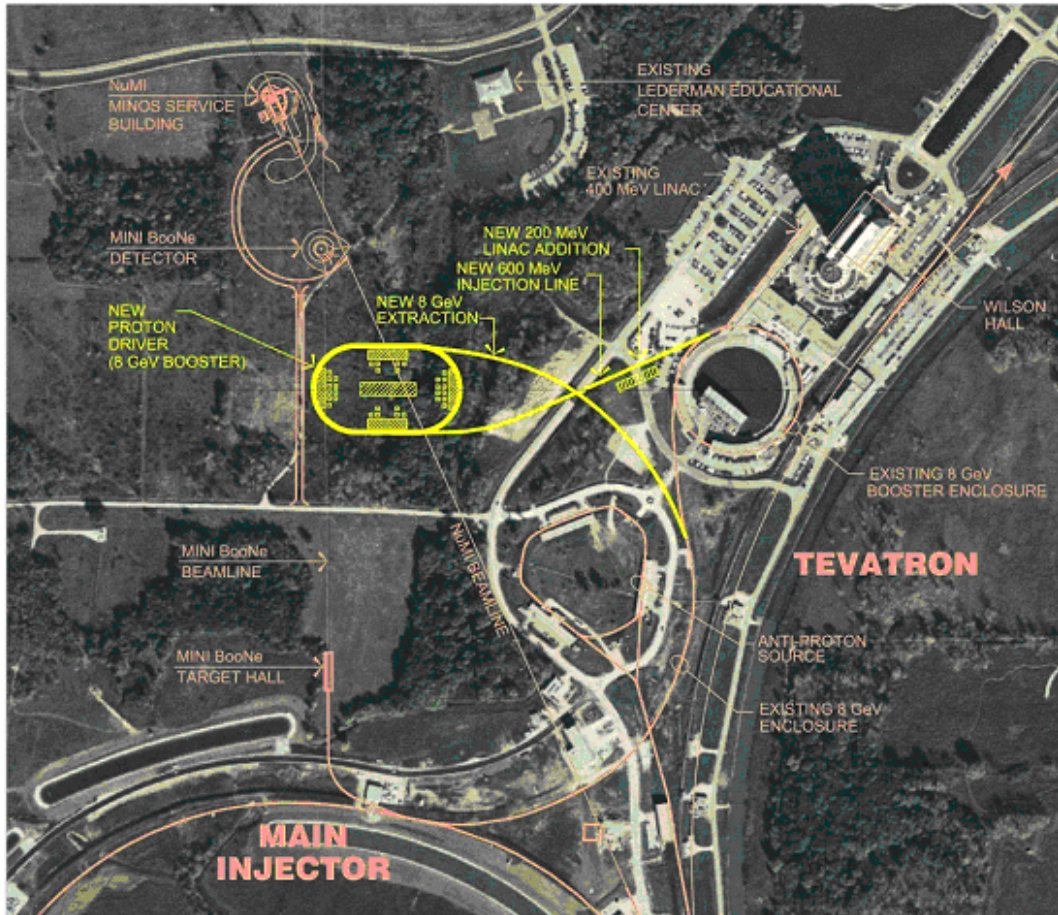 NuMI
MINOS SERVICE
BUILDING
EXISTING
LEDERMAN EDUCATIONAL
CENTER
EXISTING
400 MeV LINAC
MINI BooNe
DETECTOR
NEW 200 MeV
LINAC ADDITION
NEW 600 MeV
INJECTION LINE
NEW 8 GeV
EXTRACTION
NEW
PROTON
DRIVER
(8 GeV BOOSTER)
WILSON
HALL
EXISTING 8 GeV
BOOSTER ENCLOSURE
MINI BooNe
BEAMLINE
NuMI BEAMLINE
TEVATRON
ANTI-PROTON
SOURCE
MINI BooNe
TARGET HALL
EXISTING 8 GeV
ENCLOSURE
MAIN
INJECTOR